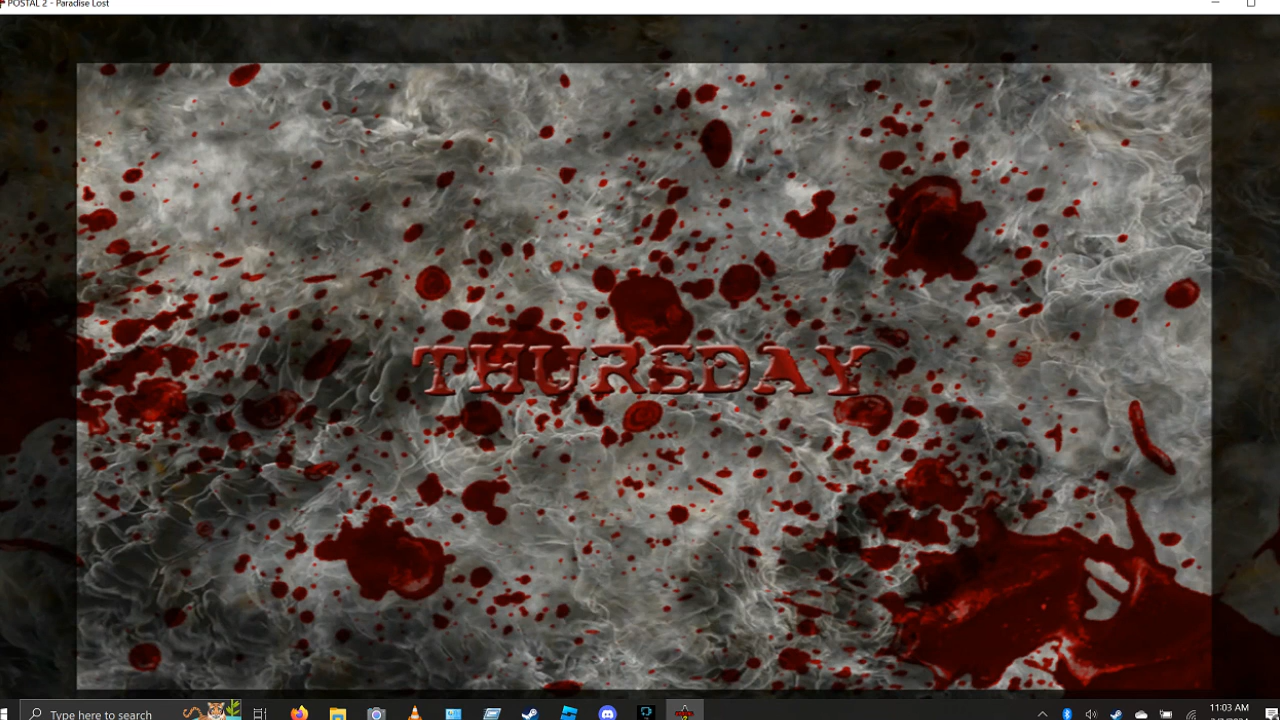 POSTAL 2 - Paradise Lost
THURSDAY
Type here to search
11:03 AM